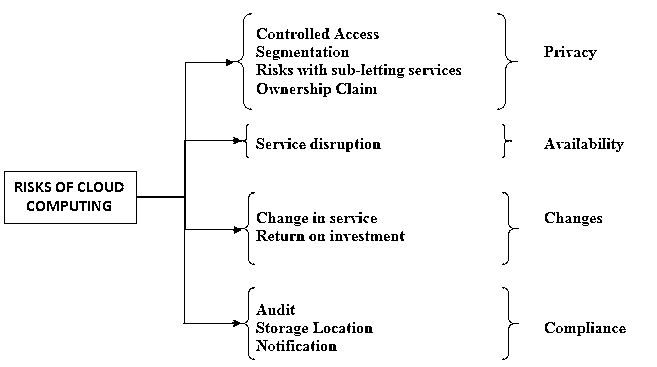 RISKS OF CLOUD
COMPUTING
Controlled Access
Segmentation
Risks with sub-letting services
Ownership Claim
Privacy
Service disruption
Availability
Change in service
Return on investment
Changes
Audit
Storage Location
Notification
Compliance